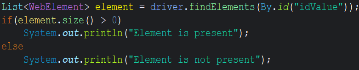 List<WebElement> element = driver.findElements(By.id("idValue"));
if(element.size() > 0)
System.out.println("Element is present");
else
System.out.println("Element is not present");